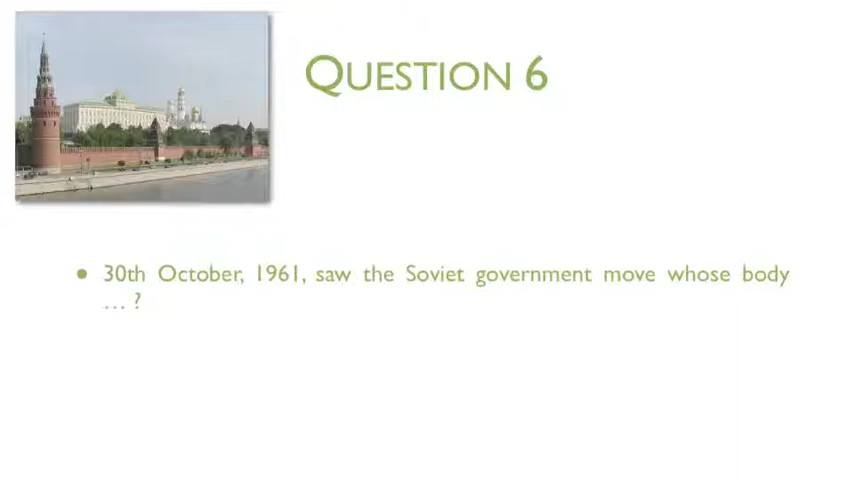 QUESTION 6
● 30th October, 1961, saw the Soviet government move whose body
… ?